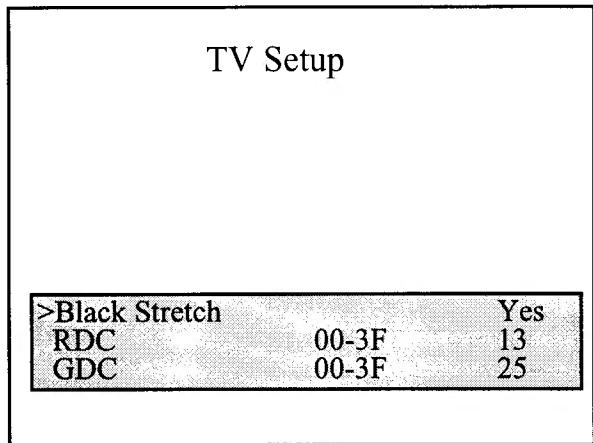 TV Setup
>Black Stretch Yes
RDC 00-3F 13
GDC 00-3F 25